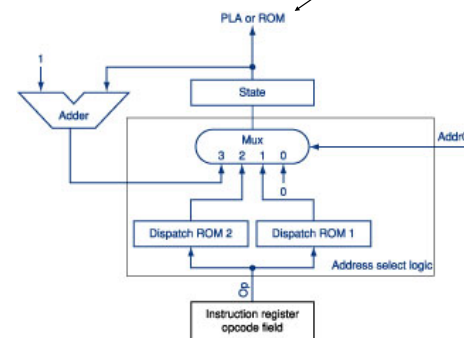 PLA or ROM
1
State
Adder
Mux
3 2 1 0
0
Dispatch ROM 2
Dispatch ROM 1
Address select logic
Op
Instruction register
opcode field